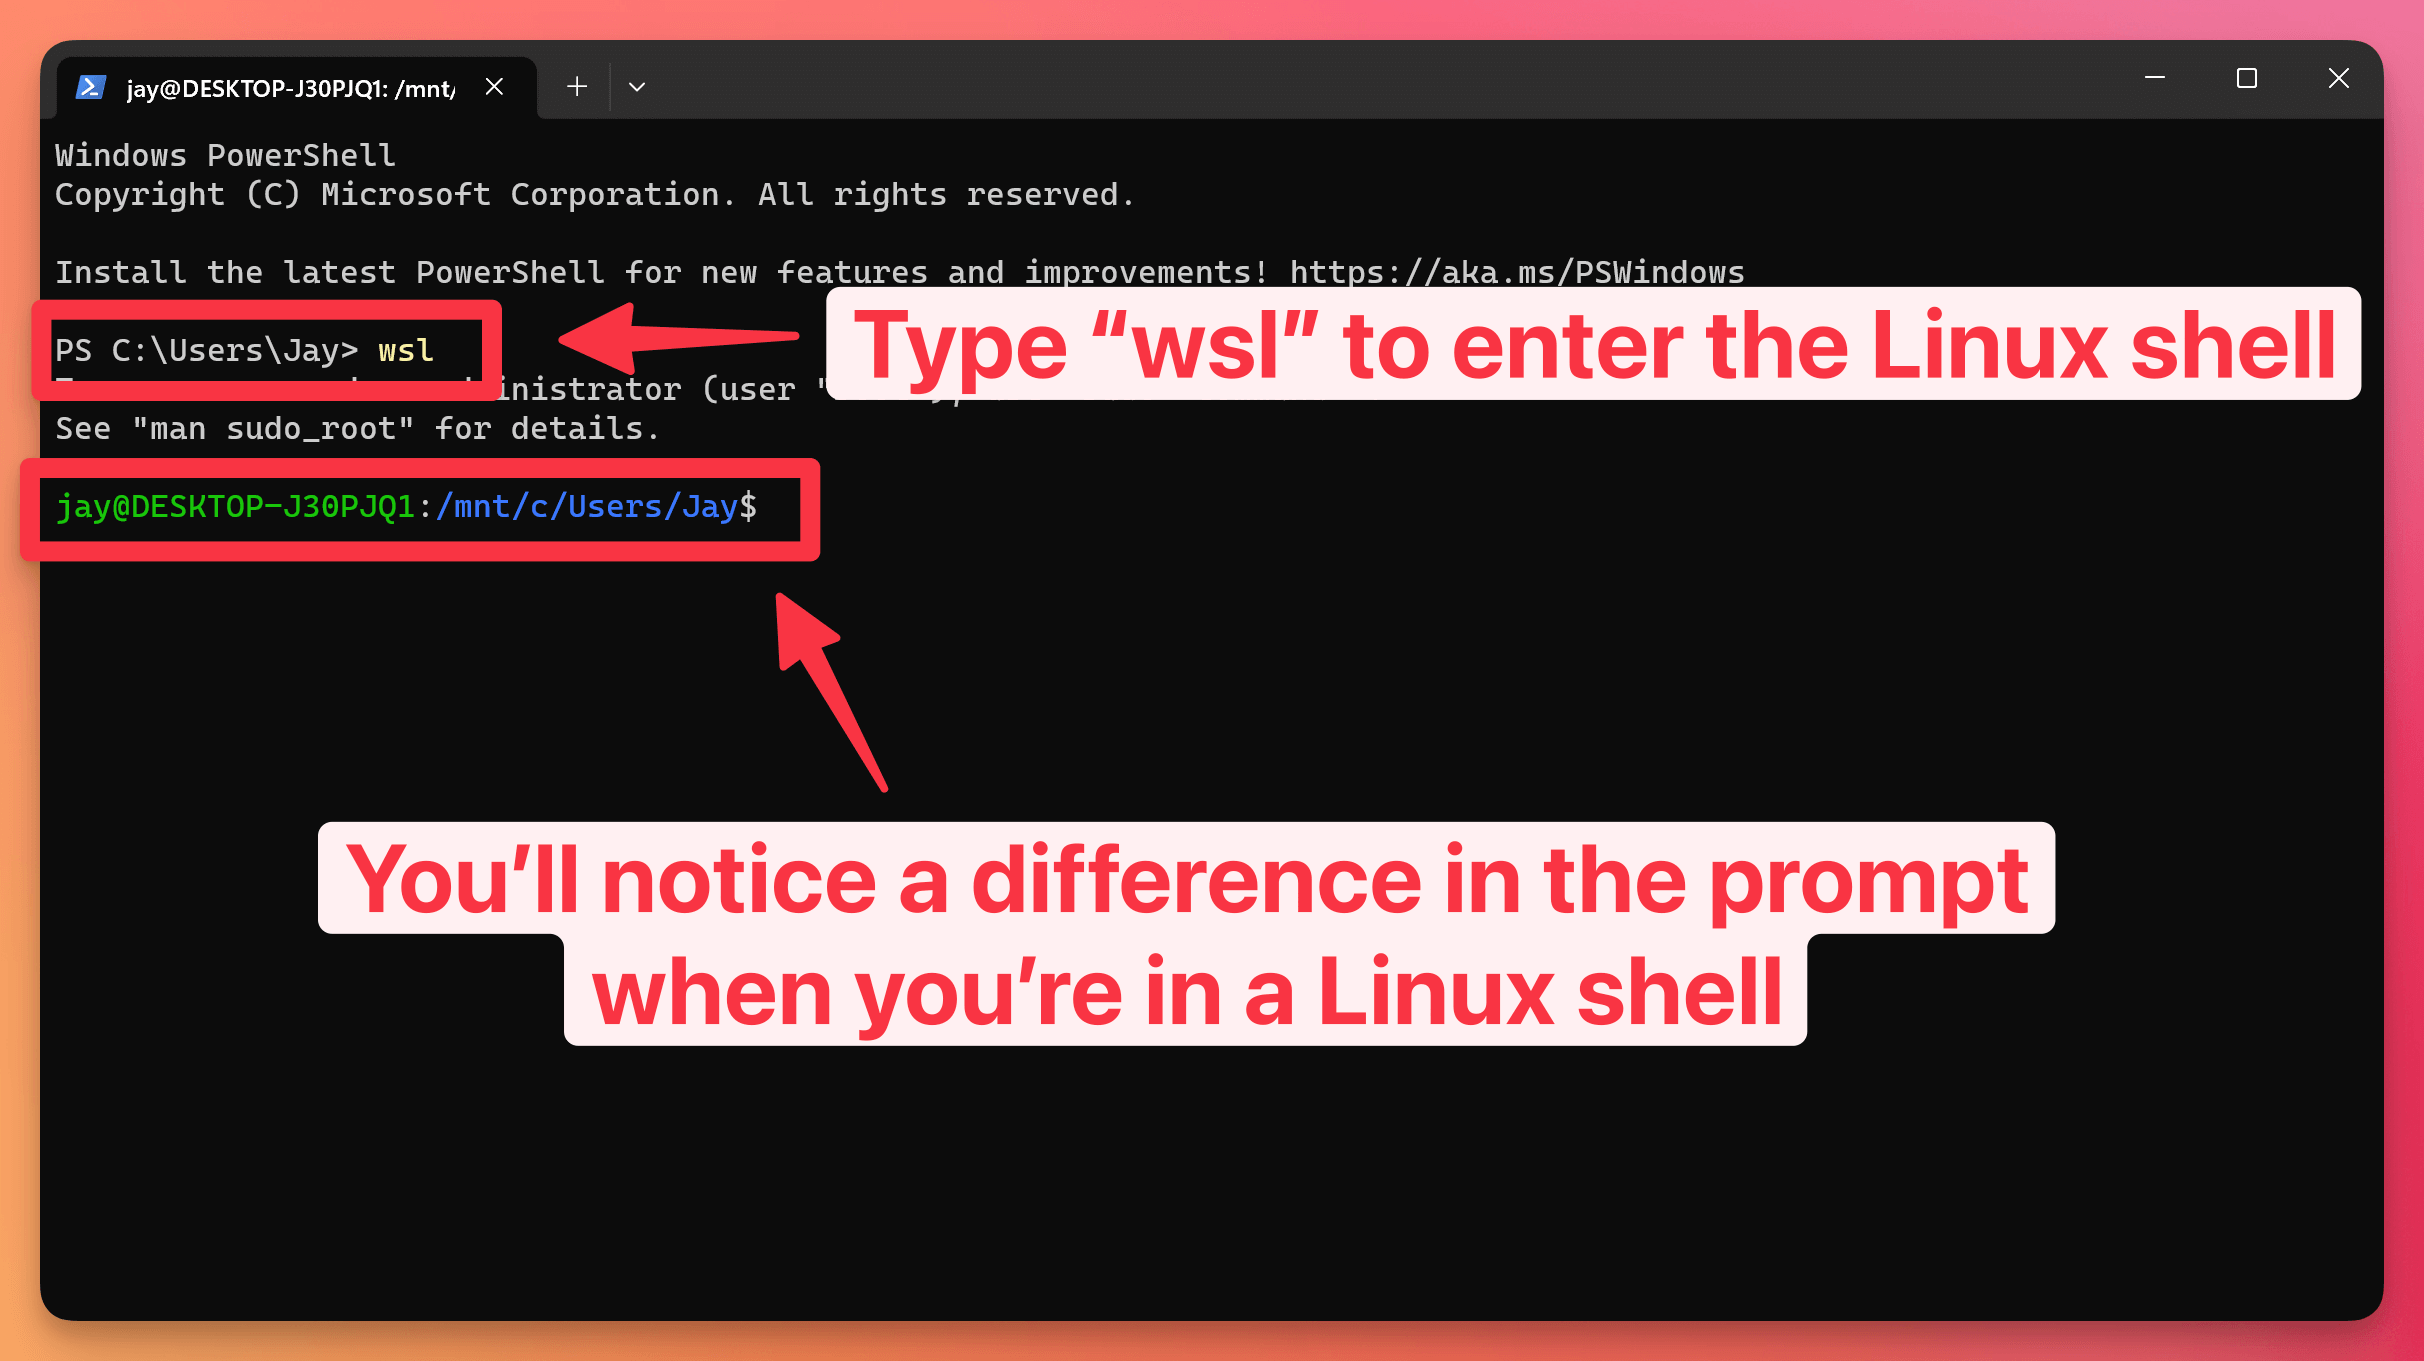 jay@DESKTOP-J30PJQ1: /mnt/
Windows PowerShell
Copyright (C) Microsoft Corporation. All rights reserved.
Install the latest PowerShell for new features and improvements! https://aka.ms/PSWindows
PS C:\Users\Jay> wsl
Type “wsl” to enter the Linux shell
(user "
See "man sudo_root" for details.
jay@DESKTOP-J30PJQ1:/mnt/c/Users/Jay$
You’ll notice a difference in the prompt
when you’re in a Linux shell